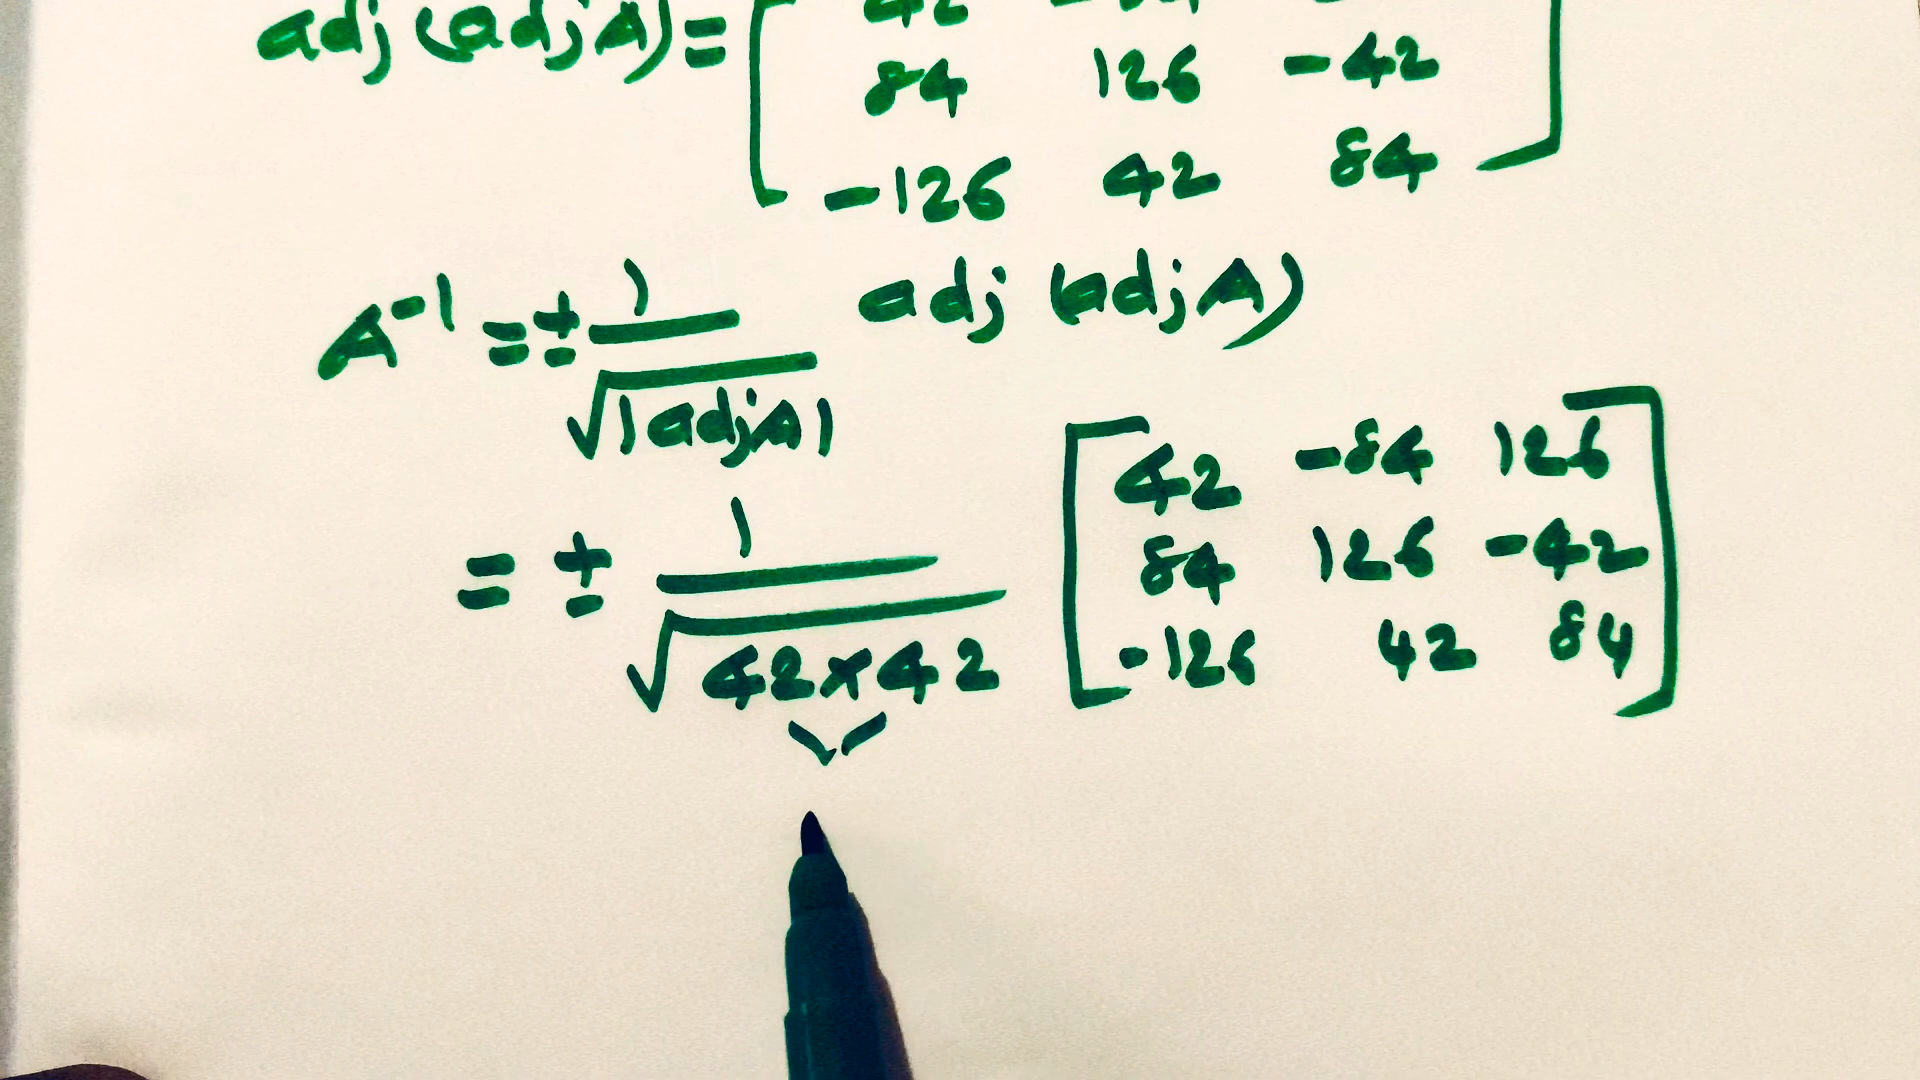 adj (adj A) = [ 42
84 126 -42
-126 42 84 ]
A⁻¹ = ± 1 / √|adj A| adj (adj A)
= ± 1 / √42×42 [ 42 -84 126
84 126 -42
-126 42 84 ]